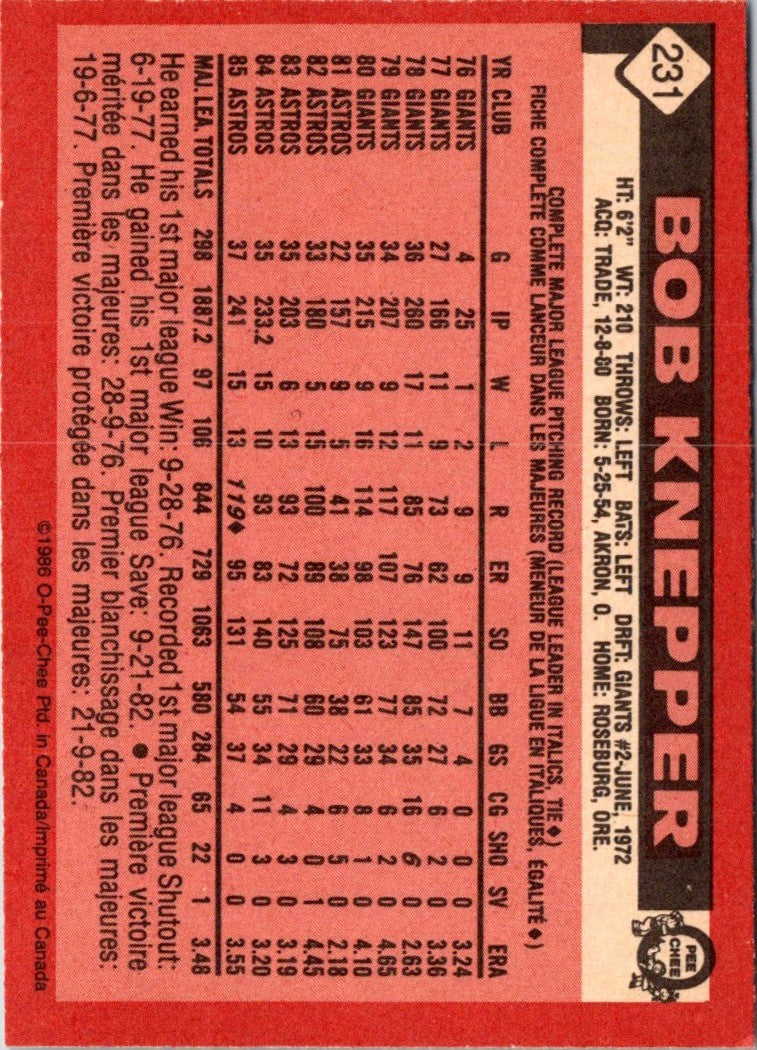 231
BOB KNEPPER
O PEE CHEE
HT: 6'2" WT: 210 THROWS: LEFT BATS: LEFT DRFT: GIANTS #2-JUNE, 1972
ACQ: TRADE, 12-8-80 BORN: 5-25-54, AKRON, O. HOME: ROSEBURG, ORE.
COMPLETE MAJOR LEAGUE PITCHING RECORD (LEAGUE LEADER IN ITALICS, TIE ♦)
FICHE COMPLÈTE COMME LANCEUR DANS LES MAJEURES (MENEUR DE LA LIGUE EN ITALIQUES, ÉGALITÉ ♦)
YR CLUB G IP W L R ER SO BB GS CG SHO SV ERA
76 GIANTS 4 25 1 2 9 9 11 7 4 0 0 0 3.24
77 GIANTS 27 166 11 9 73 62 100 72 27 6 2 0 3.36
78 GIANTS 36 260 17 11 85 76 147 85 35 16 6 0 2.63
79 GIANTS 34 207 9 12 117 107 123 77 34 6 2 0 4.65
80 GIANTS 35 215 9 16 114 98 103 61 33 8 1 0 4.10
81 ASTROS 22 157 9 5 41 38 75 38 22 6 5 0 2.18
82 ASTROS 33 180 5 15 100 89 108 60 29 4 0 1 4.45
83 ASTROS 35 203 6 13 93 72 125 71 29 4 3 0 3.19
84 ASTROS 35 233.2 15 10 93 83 140 55 34 11 3 0 3.20
85 ASTROS 37 241 15 13 119♦ 95 131 54 37 4 0 0 3.55
MAJ. LEA. TOTALS 298 1887.2 97 106 844 729 1063 580 284 65 22 1 3.48
He earned his 1st major league Win: 9-28-76. Recorded 1st major league Shutout:
6-19-77. He gained his 1st major league Save: 9-21-82. ● Première victoire
méritée dans les majeures: 28-9-76. Premier blanchissage dans les majeures:
19-6-77. Première victoire protégée dans les majeures: 21-9-82.
©1986 O-Pee-Chee Ptd. in Canada/Imprimé au Canada